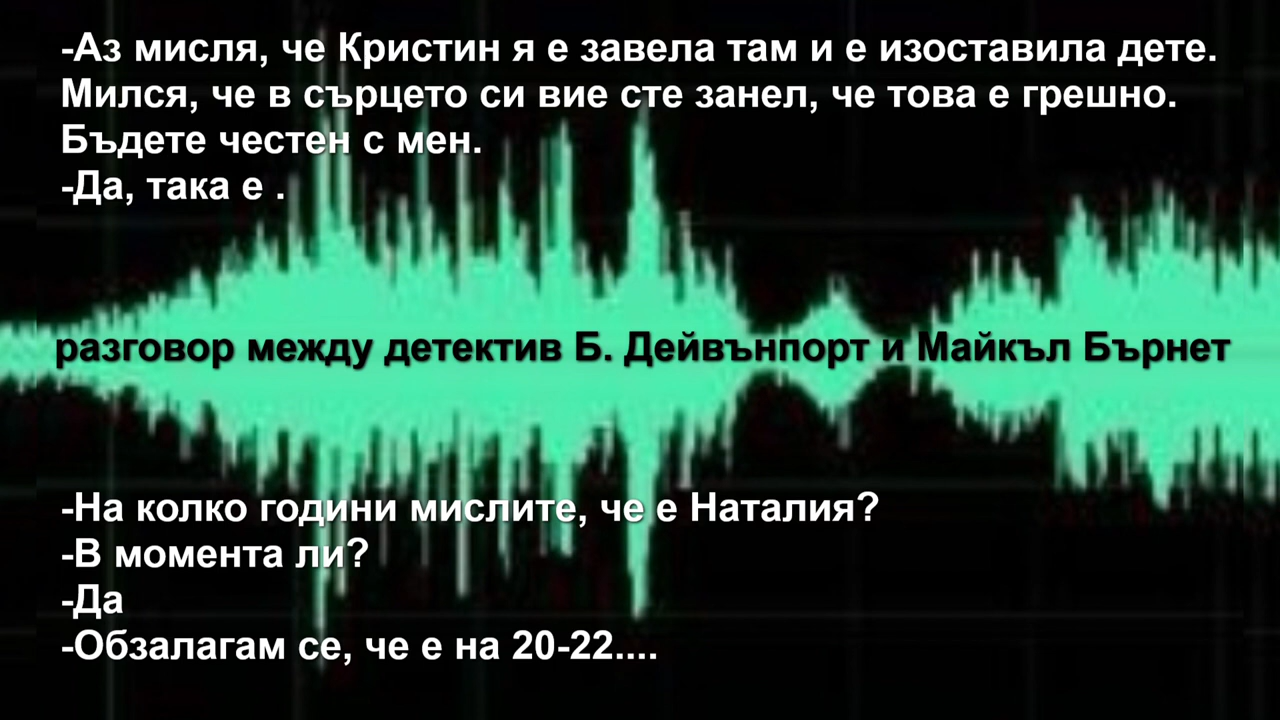 -Аз мисля, че Кристин я е завела там и е изоставила дете.
Мился, че в сърцето си вие сте занел, че това е грешно.
Бъдете честен с мен.
-Да, така е .
разговор между детектив Б. Дейвънпорт и Майкъл Бърнет
-На колко години мислите, че е Наталия?
-В момента ли?
-Да
-Обзалагам се, че е на 20-22....